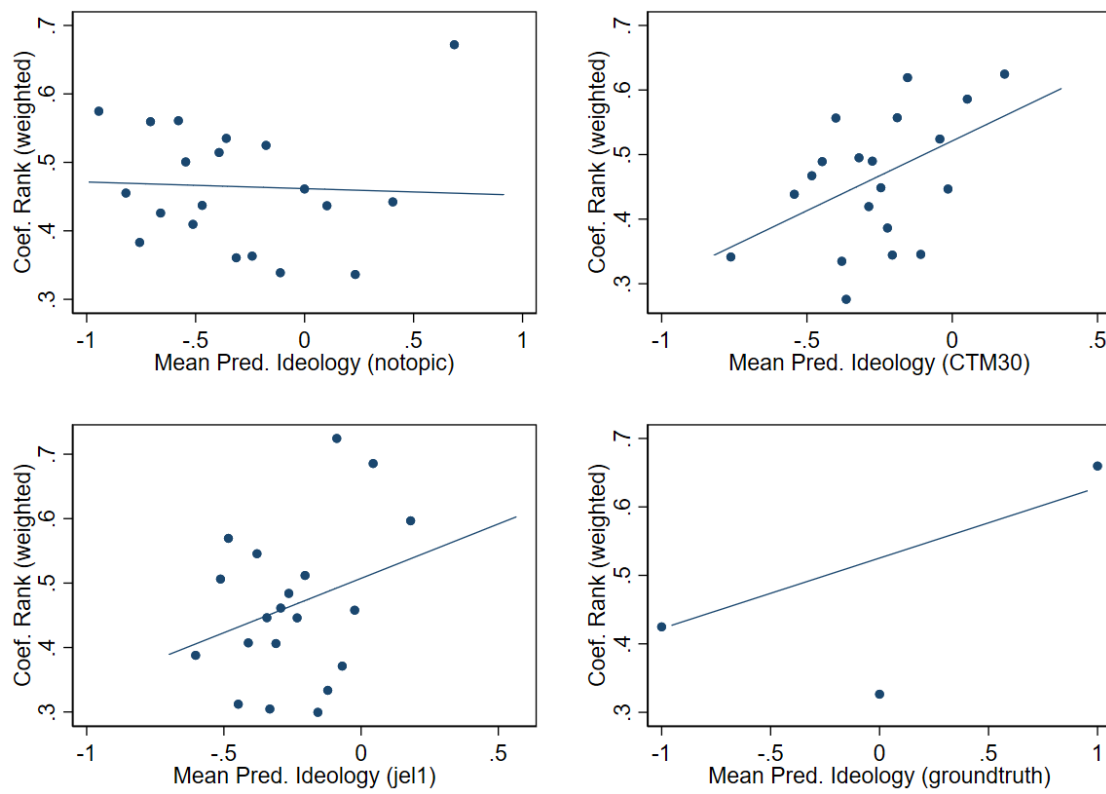 .7
.6
.5
.4
.3
Coef. Rank (weighted)
-1 -.5 0 .5 1
Mean Pred. Ideology (notopic)
.7
.6
.5
.4
.3
Coef. Rank (weighted)
-1 -.5 0 .5
Mean Pred. Ideology (CTM30)
.7
.6
.5
.4
.3
Coef. Rank (weighted)
-1 -.5 0 .5
Mean Pred. Ideology (jel1)
.7
.6
.5
.4
.3
Coef. Rank (weighted)
-1 -.5 0 .5 1
Mean Pred. Ideology (groundtruth)